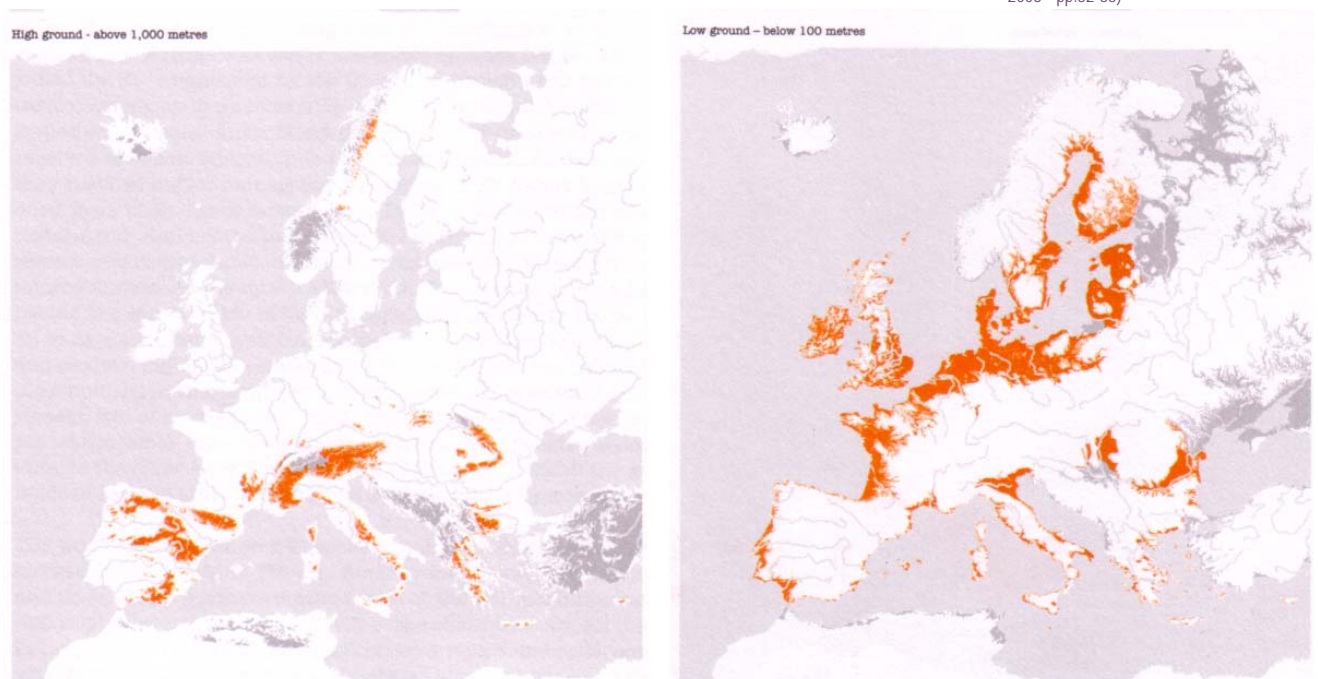 High ground - above 1,000 metres
Low ground – below 100 metres